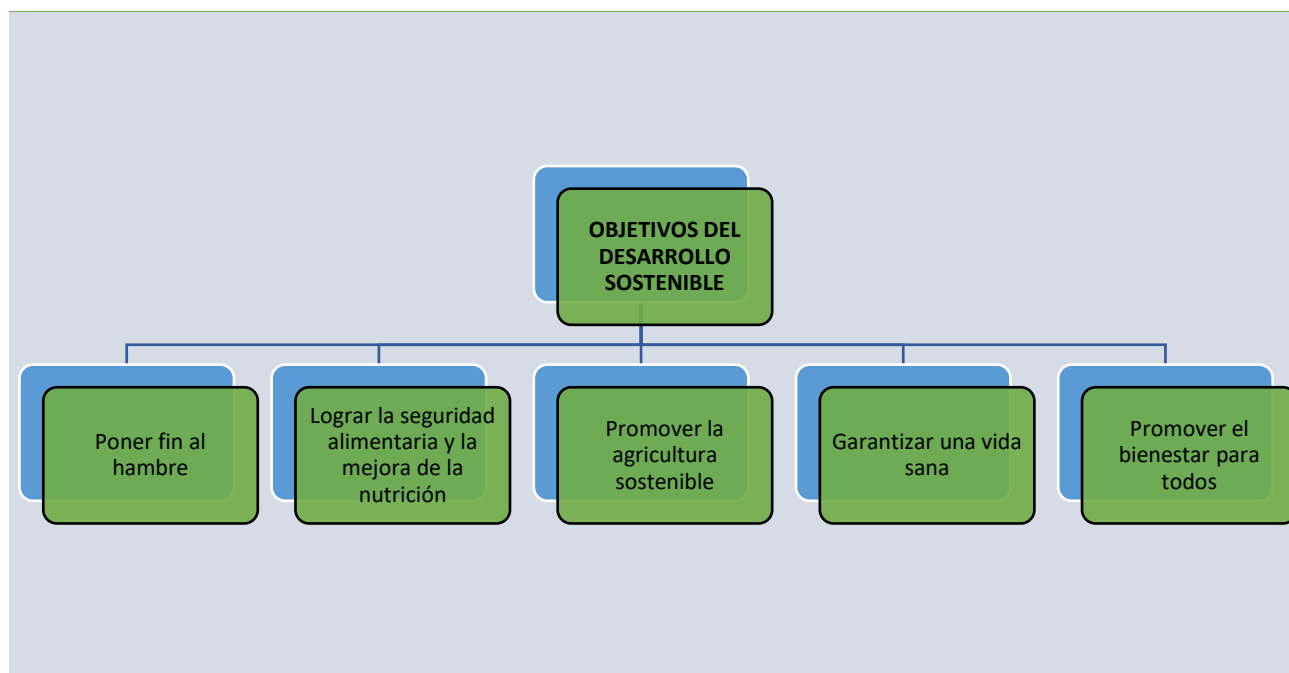 OBJETIVOS DEL
DESARROLLO
SOSTENIBLE
Poner fin al
hambre
Lograr la seguridad
alimentaria y la
mejora de la
nutrición
Promover la
agricultura
sostenible
Garantizar una vida
sana
Promover el
bienestar para
todos